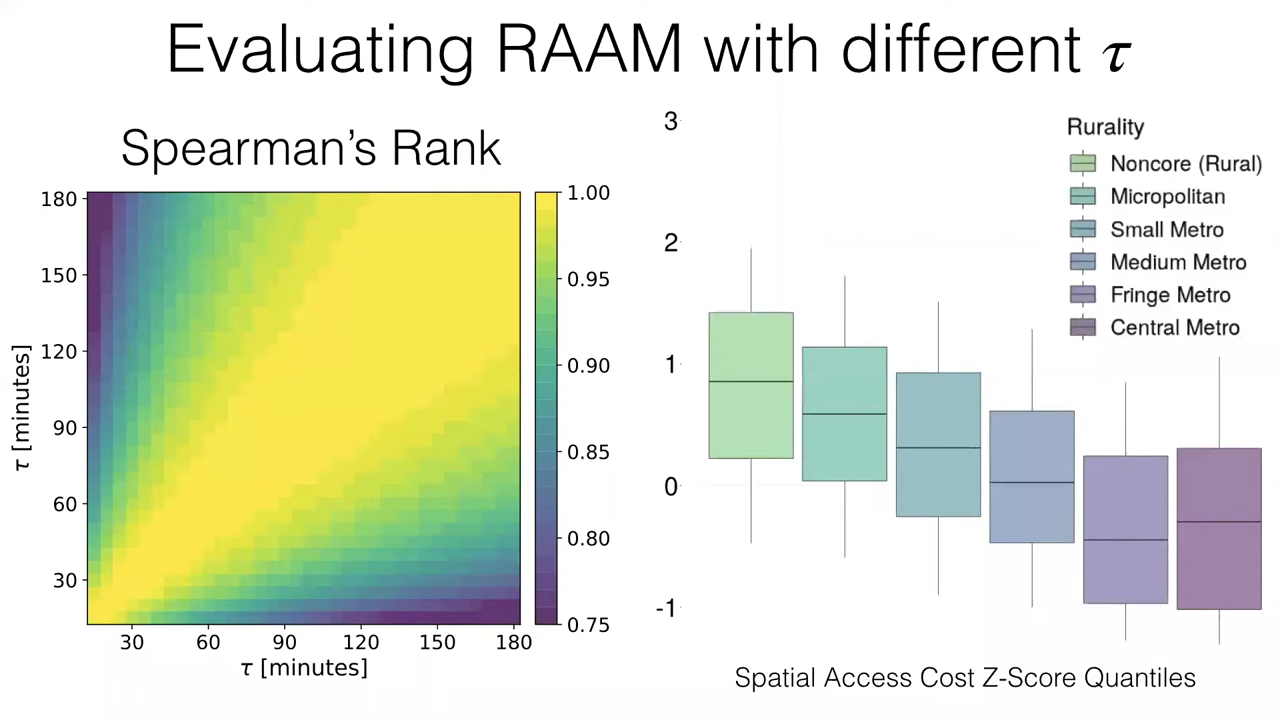 Evaluating RAAM with different τ
Spearman's Rank
180
150
120
90
60
30
τ [minutes]
30 60 90 120 150 180
τ [minutes]
1.00
0.95
0.90
0.85
0.80
0.75
3
2
1
0
-1
Rurality
Noncore (Rural)
Micropolitan
Small Metro
Medium Metro
Fringe Metro
Central Metro
Spatial Access Cost Z-Score Quantiles